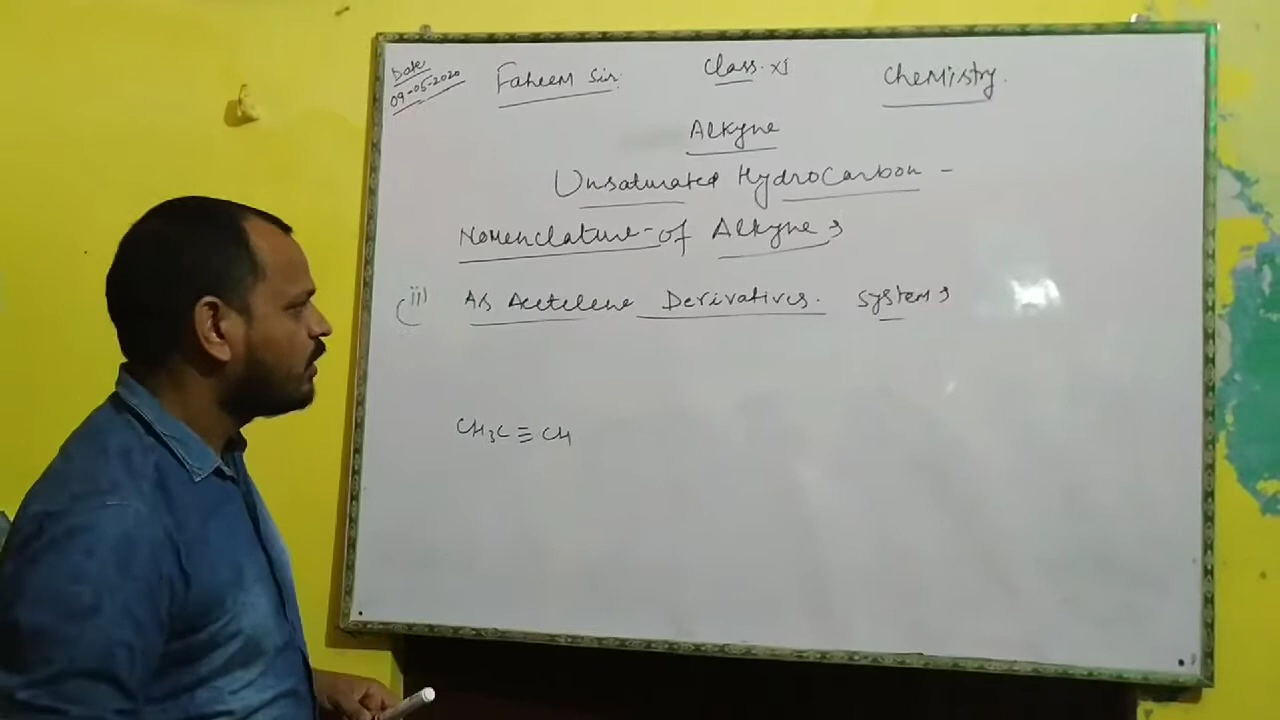 Date
09-05-2020
Faheem Sir. Class. XI Chemistry.
Alkyne
Unsaturated HydroCarbon -
Nomenclature- of Alkyne →
(ii) As Acetelene Derivatives. System →
CH₃C ≡ CH